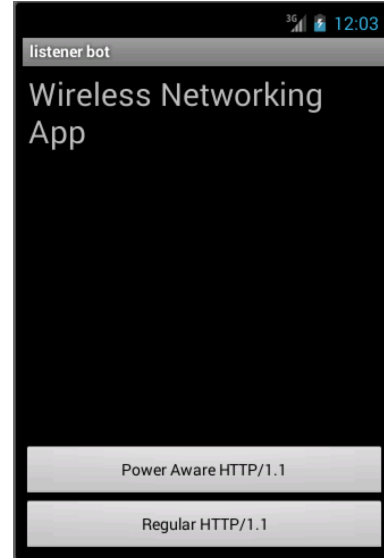 3G 12:03
listener bot
Wireless Networking
App
Power Aware HTTP/1.1
Regular HTTP/1.1